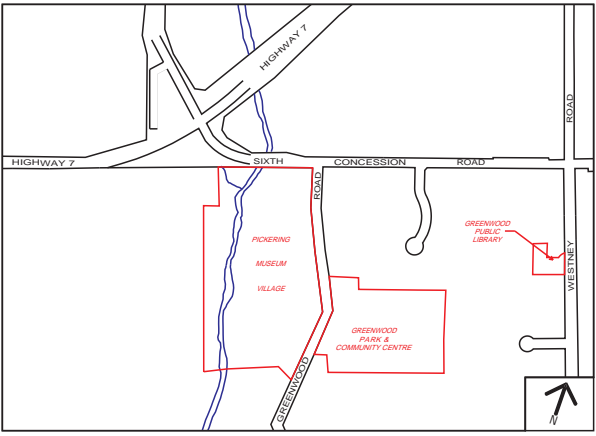 HIGHWAY 7
ROAD
HIGHWAY 7
SIXTH
CONCESSION
ROAD
ROAD
GREENWOOD
PUBLIC
LIBRARY
PICKERING
MUSEUM
VILLAGE
WESTNEY
GREENWOOD
PARK &
COMMUNITY CENTRE
GREENWOOD
N